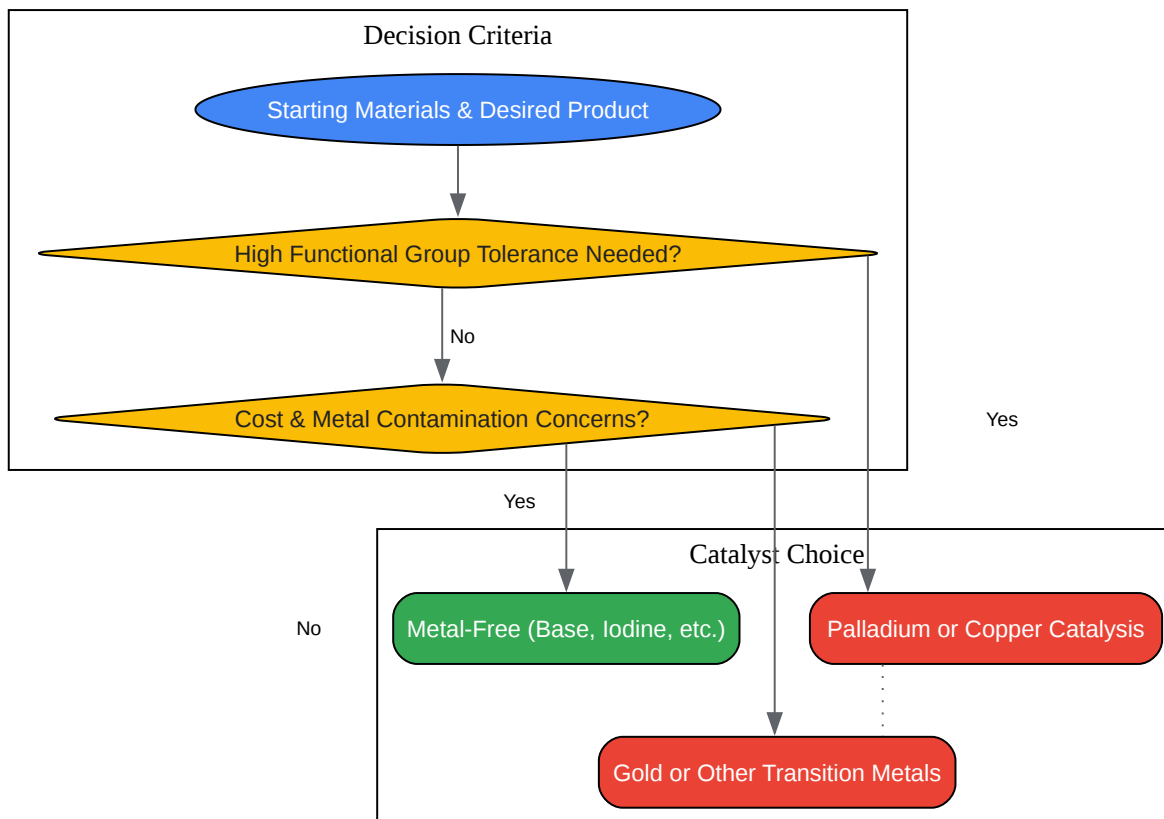 Decision Criteria
Starting Materials & Desired Product
High Functional Group Tolerance Needed?
No
Cost & Metal Contamination Concerns?
Yes
Yes
Catalyst Choice
No
Metal-Free (Base, Iodine, etc.)
Palladium or Copper Catalysis
Gold or Other Transition Metals